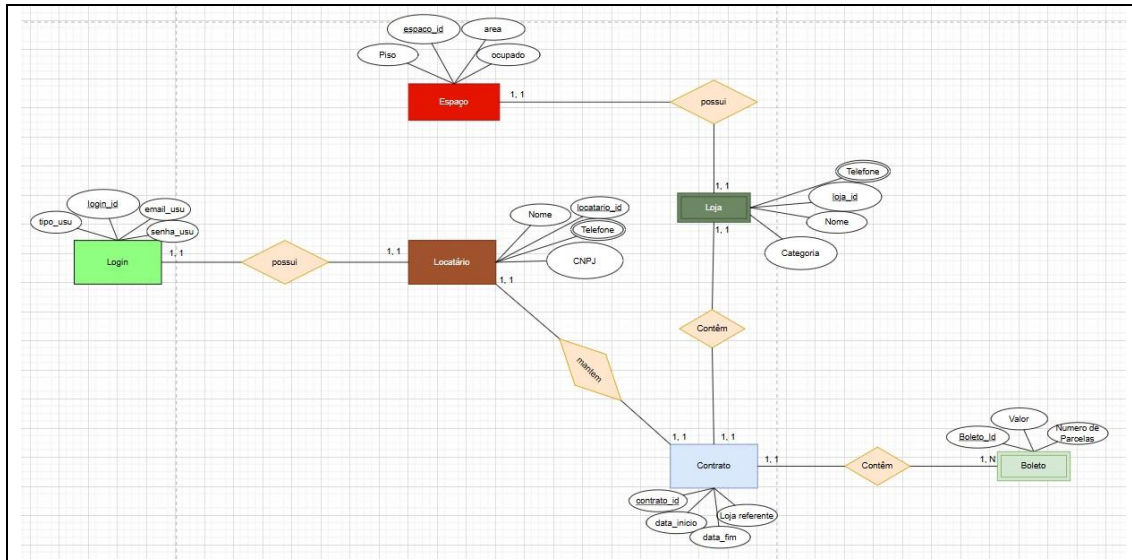 espaco_id
area
Piso
ocupado
Espaço
1, 1
possui
1, 1
Loja
1, 1
Telefone
loja_id
Nome
Categoria
login_id
email_usu
tipo_usu
senha_usu
Login
1, 1
possui
1, 1
Locatário
1, 1
Nome
locatario_id
Telefone
CNPJ
mantem
Contêm
1, 1
1, 1
Contrato
1, 1
Contêm
1, N
Boleto
Valor
Boleto_Id
Numero de
Parcelas
contrato_id
Loja referente
data_inicio
data_fim